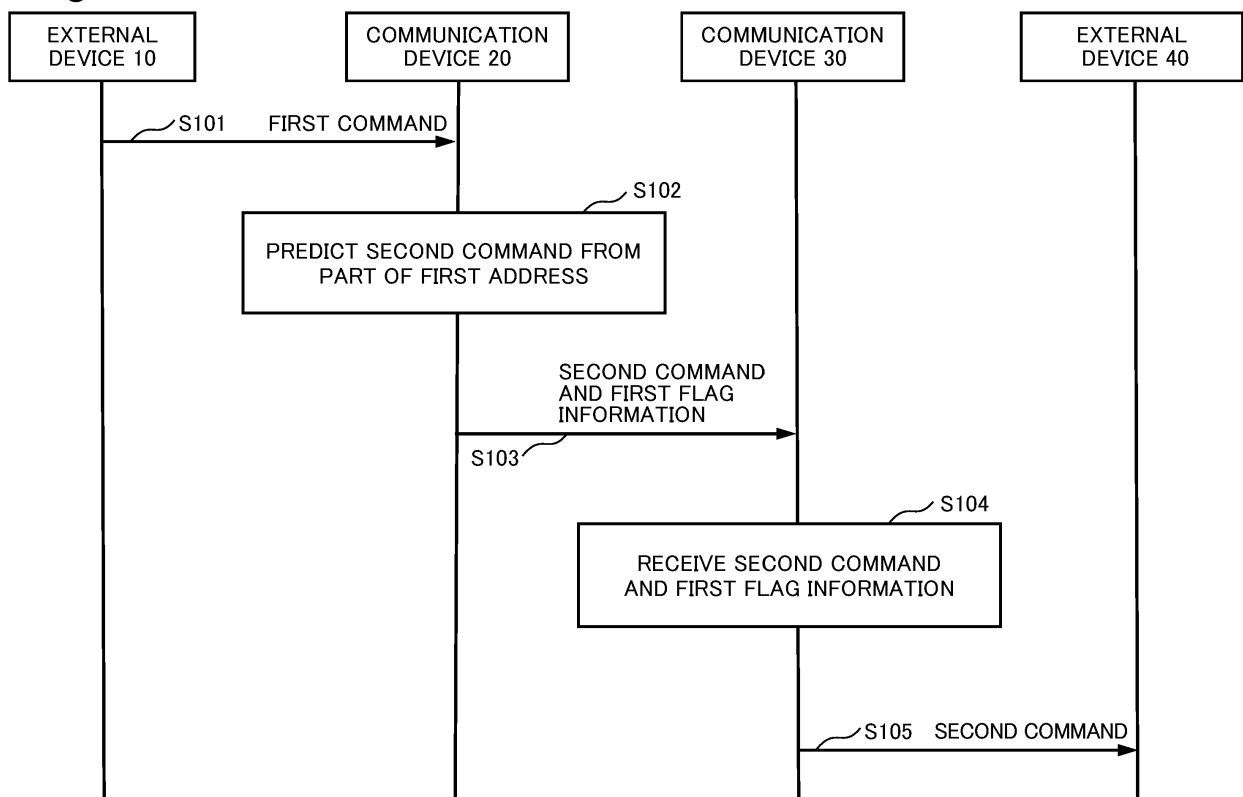 EXTERNAL
DEVICE 10
COMMUNICATION
DEVICE 20
COMMUNICATION
DEVICE 30
EXTERNAL
DEVICE 40
S101
FIRST COMMAND
S102
PREDICT SECOND COMMAND FROM
PART OF FIRST ADDRESS
SECOND COMMAND
AND FIRST FLAG
INFORMATION
S103
S104
RECEIVE SECOND COMMAND
AND FIRST FLAG INFORMATION
S105
SECOND COMMAND